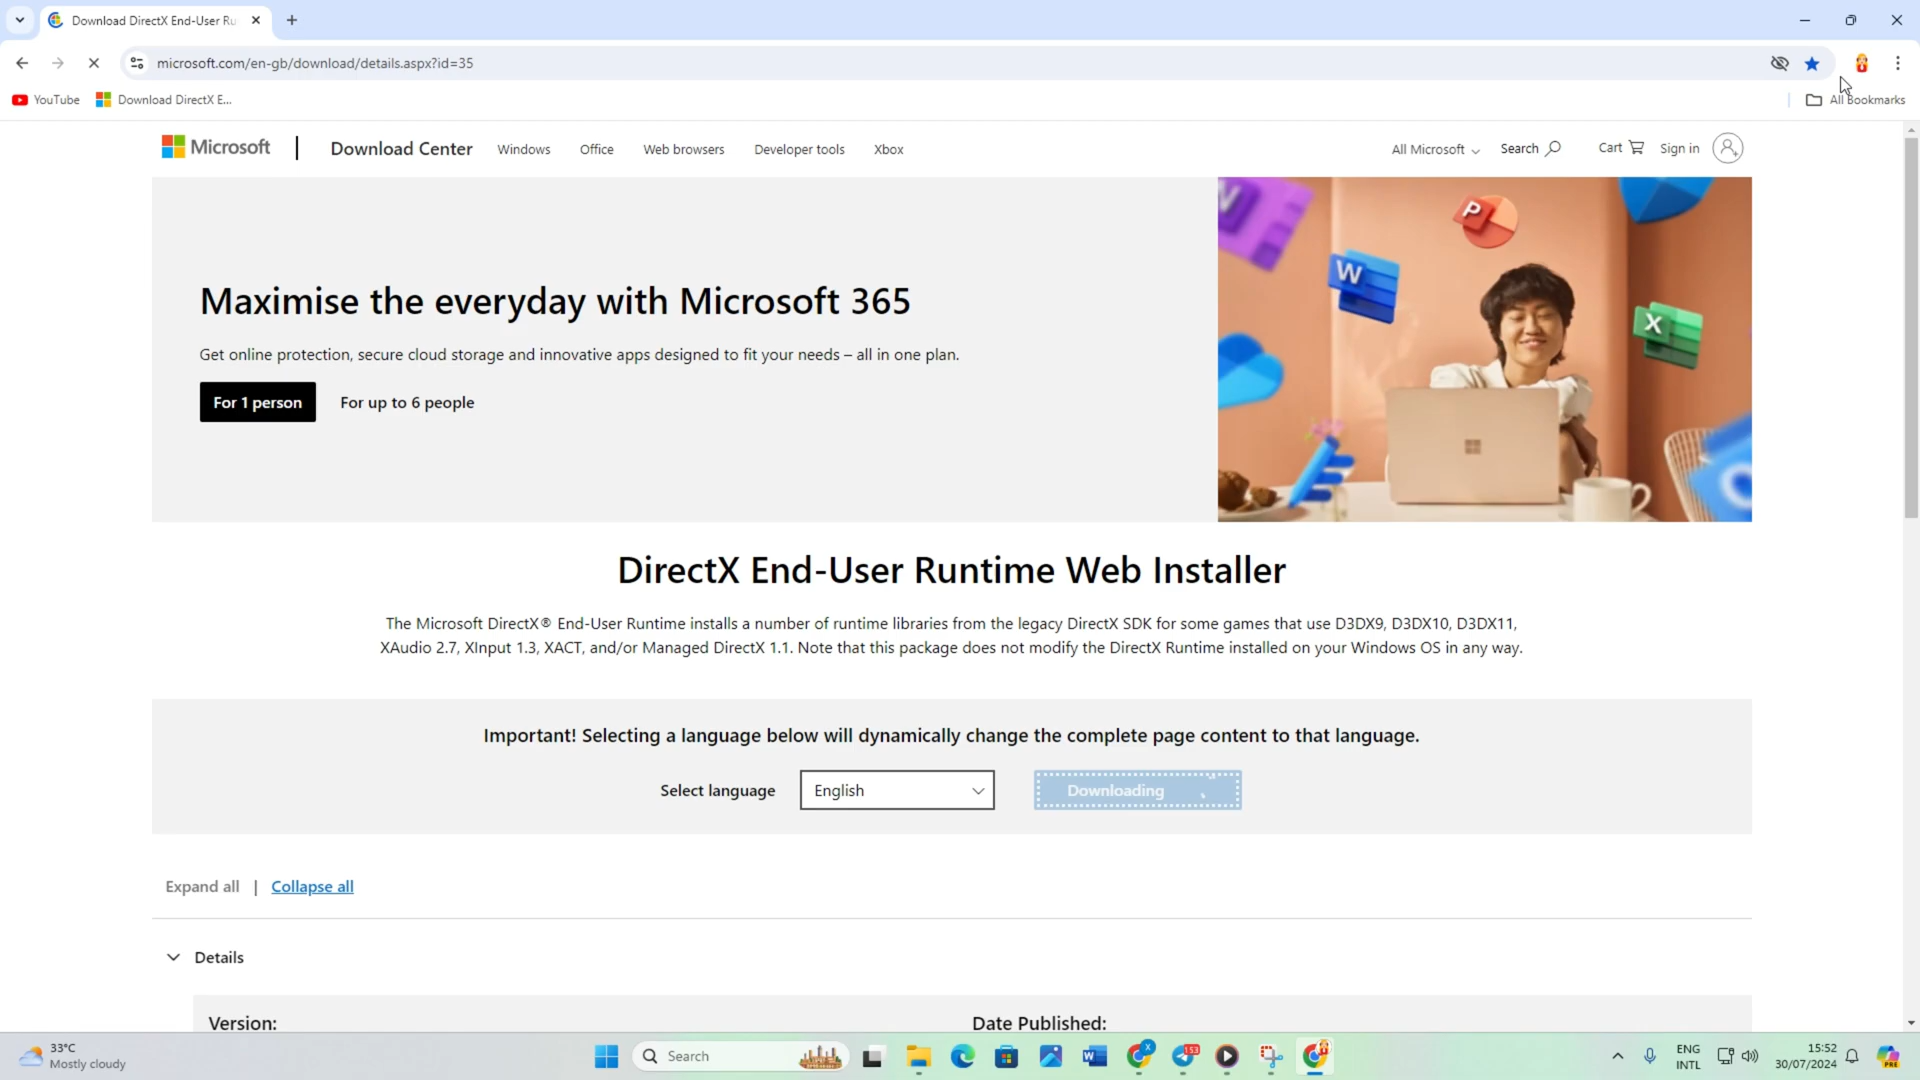 Download DirectX End-User Ru
microsoft.com/en-gb/download/details.aspx?id=35
YouTube
Download DirectX E...
All Bookmarks
Microsoft
Download Center
Windows
Office
Web browsers
Developer tools
Xbox
All Microsoft
Search
Cart
Sign in
Maximise the everyday with Microsoft 365
Get online protection, secure cloud storage and innovative apps designed to fit your needs – all in one plan.
For 1 person
For up to 6 people
DirectX End-User Runtime Web Installer
The Microsoft DirectX® End-User Runtime installs a number of runtime libraries from the legacy DirectX SDK for some games that use D3DX9, D3DX10, D3DX11,
XAudio 2.7, XInput 1.3, XACT, and/or Managed DirectX 1.1. Note that this package does not modify the DirectX Runtime installed on your Windows OS in any way.
Important! Selecting a language below will dynamically change the complete page content to that language.
Select language
English
Downloading
Expand all | Collapse all
Details
Version:
Date Published:
33°C
Mostly cloudy
Search
153
ENG
INTL
15:52
30/07/2024
PRE